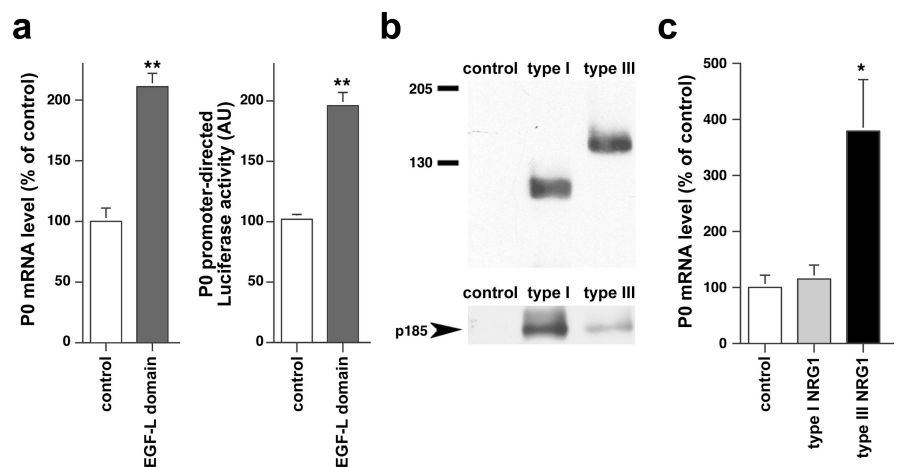 a
P0 mRNA level (% of control)
200
150
100
50
0
**
control
EGF-L domain
P0 promoter-directed
Luciferase activity (AU)
200
150
100
50
0
**
control
EGF-L domain
b
control type I type III
205
130
control type I type III
p185
c
P0 mRNA level (% of control)
500
400
300
200
100
0
*
control
type I NRG1
type III NRG1